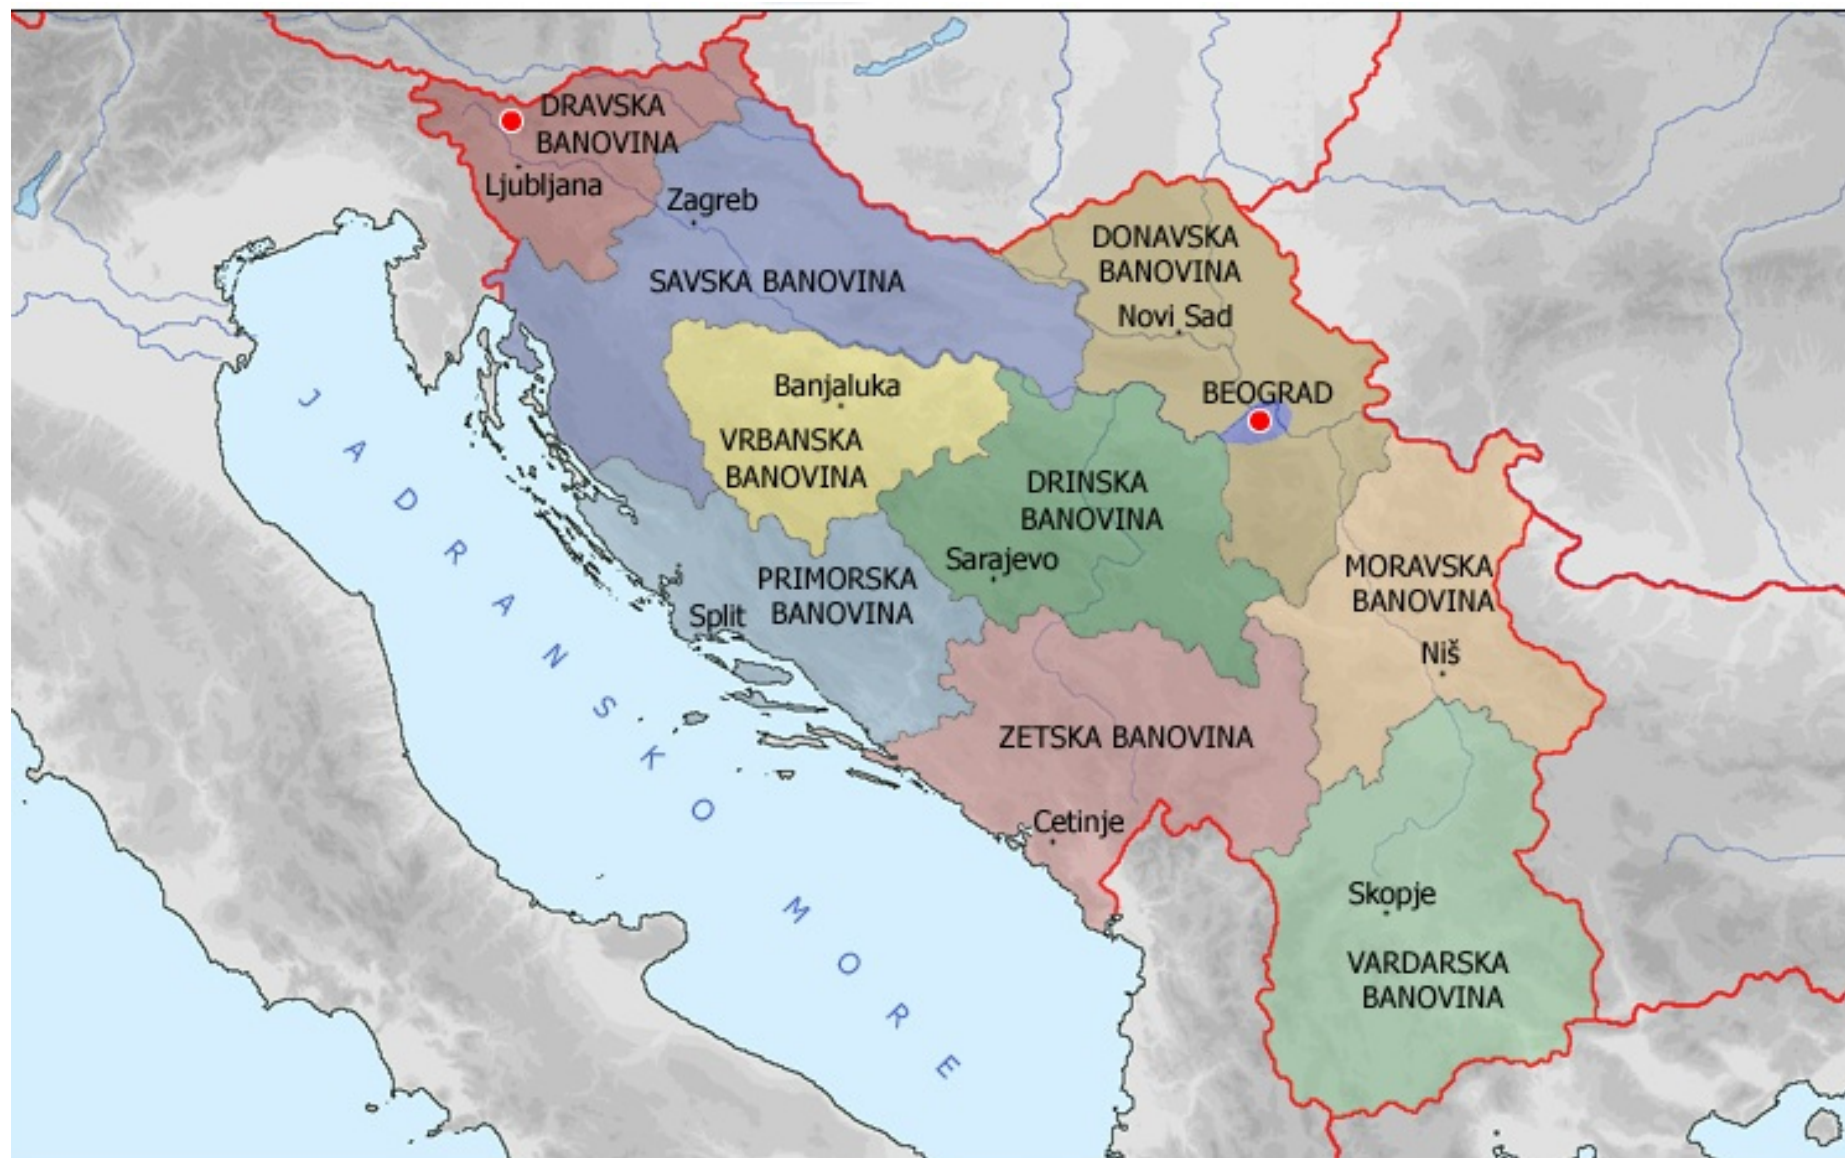 DRAVSKA
BANOVINA
Ljubljana
Zagreb
SAVSKA BANOVINA
DONAVSKA
BANOVINA
Novi Sad
BEOGRAD
Banjaluka
VRBANSKA
BANOVINA
DRINSKA
BANOVINA
Sarajevo
PRIMORSKA
BANOVINA
Split
MORAVSKA
BANOVINA
Niš
ZETSKA BANOVINA
Cetinje
Skopje
VARDARSKA
BANOVINA
JADRANSKO MORE